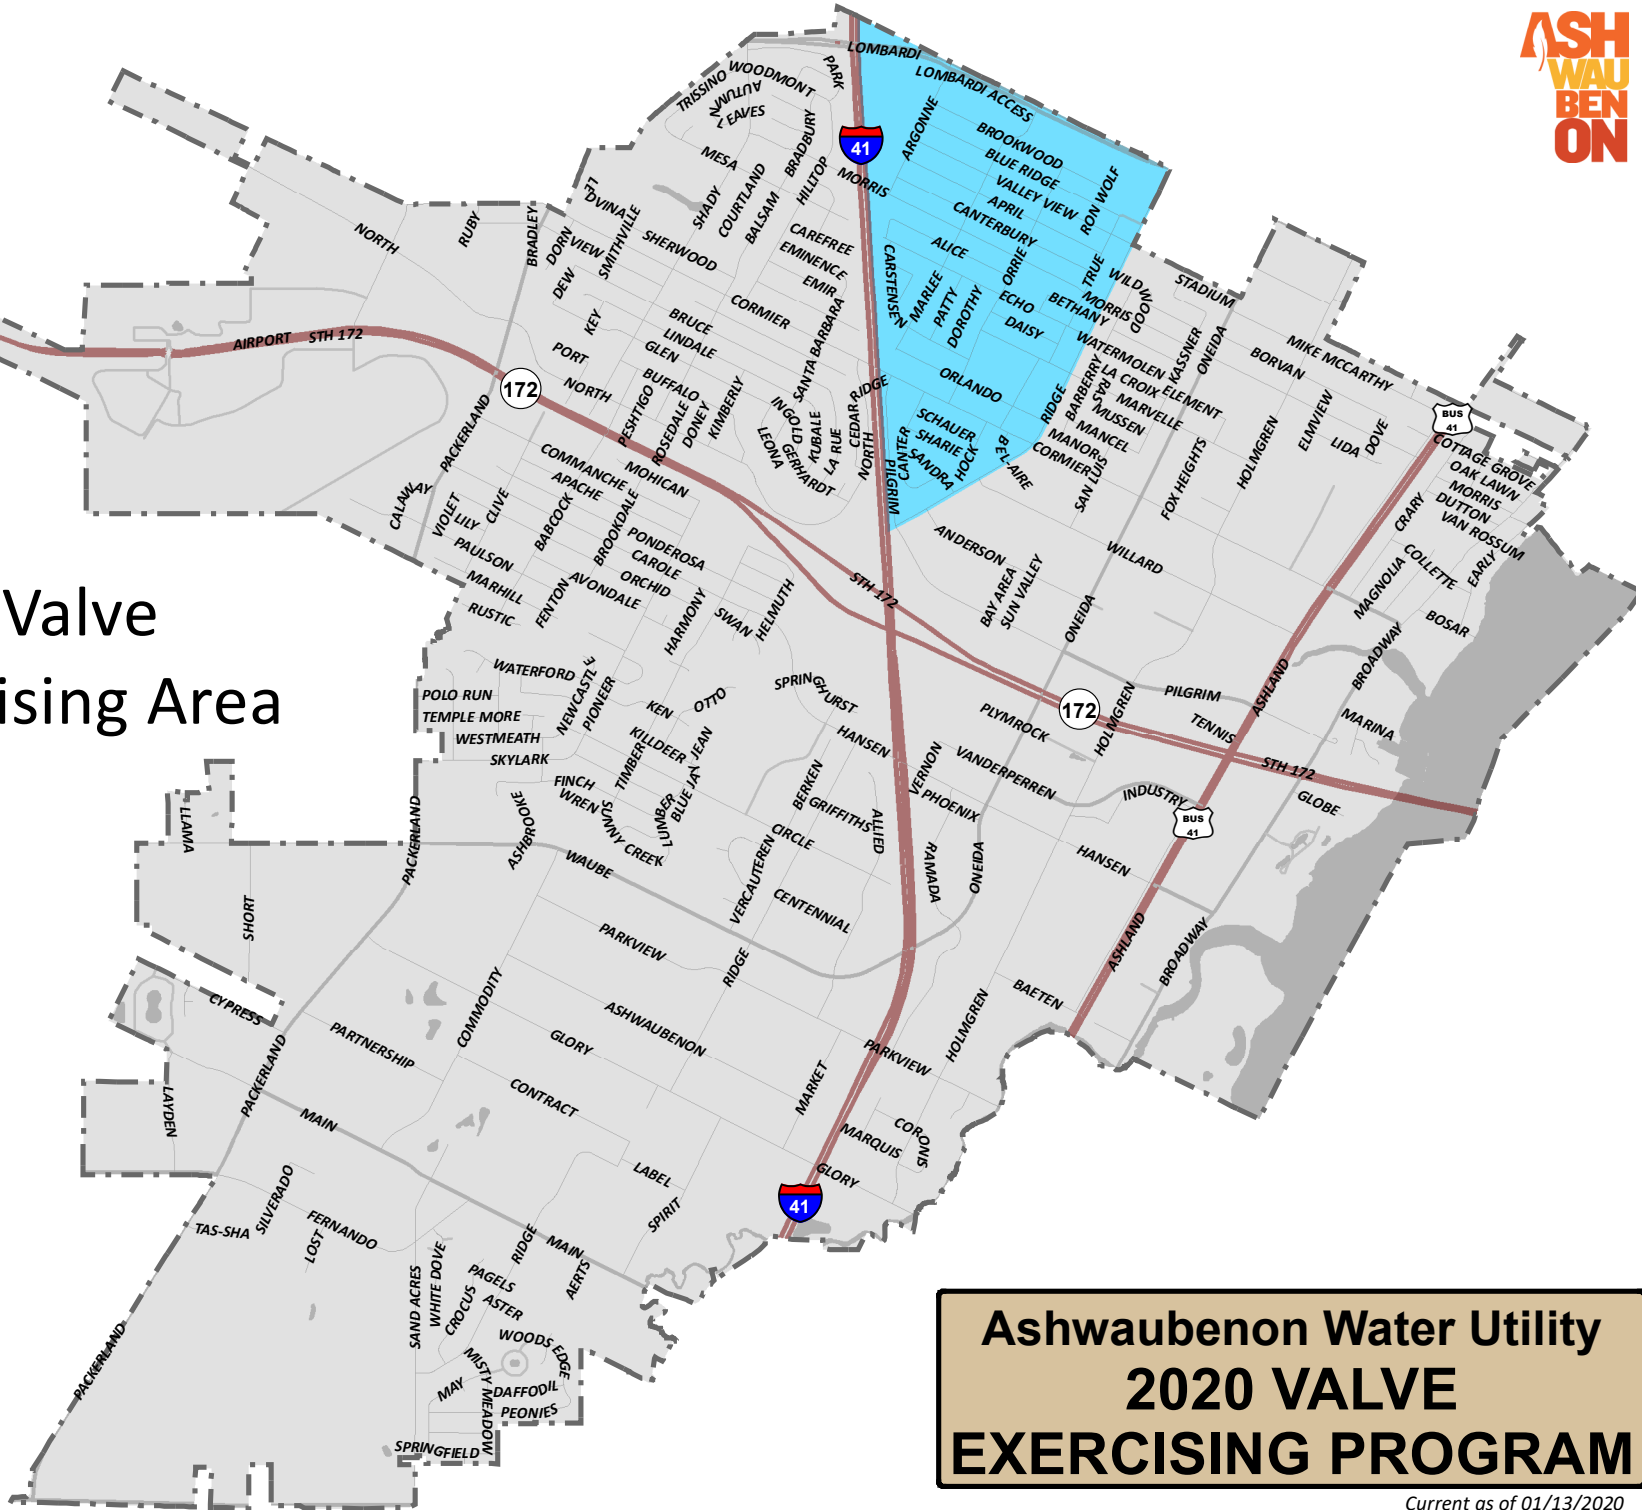 ASH
WAU
BEN
ON
LOMBARDI
LOMBARDI ACCESS
PARK
WOODMONT
TRISSINO
AUTUMN
LEAVES
ARGONNE
BROOKWOOD
BLUE RIDGE
VALLEY VIEW
APRIL
CANTERBURY
RON WOLF
41
MORRIS
MESA
SHADY
COURTLAND
BALSAM
BRADBURY
HILLTOP
LE
DVINA
VIEW
SMITHVILLE
DORN
DEW
BRADLEY
RUBY
NORTH
SHERWOOD
CAREFREE
EMINENCE
EMIR
CORMIER
KEY
BRUCE
LINDALE
GLEN
BUFFALO
SANTA BARBARA
CARSTENSEN
ALICE
MARLEE
PATTY
DOROTHY
ORRIE
ECHO
DAISY
BETHANY
TRUE
MORRIS
WILDWOOD
STADIUM
KASSNER
ONEIDA
MIKE MCCARTHY
BORVAN
WATERMOLEN
LA CROIX
ELEMENT
MARVELLE
BARBERRY
RASMUSSEN
MANCEL
MANOR
CORMIER
SAN LUIS
FOX HEIGHTS
HOLMGREN
ELMVIEW
LIDA
DOVE
BUS
41
AIRPORT
STH 172
172
PORT
NORTH
PESHTIGO
ROSEDALE
DONEY
KIMBERLY
INGOLD
LEONA
GERHARDT
KUBALE
LA RUE
CEDAR
RIDGE
NORTH
PILGRIM
CANTER
ORLANDO
SCHAUER
SHARIE
SANDRA
HOCK
BEL-AIRE
RIDGE
PACKERLAND
COMMANCHE
APACHE
MOHICAN
CALAWAY
VIOLET
LILY
CLIVE
BABCOCK
BROOKDALE
PONDEROSA
CAROLE
ORCHID
AVONDALE
PAULSON
MARHILL
RUSTIC
FENTON
HARMONY
SWAN
HELMUTH
STH 172
ANDERSON
BAY AREA
SUN VALLEY
WILLARD
ONEIDA
COTTAGE GROVE
OAK LAWN
MORRIS
DUTTON
VAN ROSSUM
CRARY
COLLETTE
EARLY
MAGNOLIA
BOSAR
BROADWAY
ASHLAND
MARINA
Valve
ising Area
WATERFORD
POLO RUN
TEMPLE MORE
WESTMEATH
SKYLARK
NEWCASTLE
PIONEER
KEN
OTTO
KILLDEER
TIMBER
JEAN
BLUE JAY
FINCH
WREN
SUNNY CREEK
LUMBER
ASHBROOKE
SPRINGHURST
HANSEN
PLYMROCK
172
HOLMGREN
PILGRIM
TENNIS
STH 172
GLOBE
VERNON
VANDERPERREN
PHOENIX
INDUSTRY
BUS
41
BERKEN
GRIFFITHS
ALLIED
CIRCLE
VERCAUTEREN
CENTENNIAL
RAMADA
ONEIDA
HANSEN
LLAMA
PACKERLAND
WAUBE
SHORT
PARKVIEW
RIDGE
ASHLAND
BROADWAY
BAETEN
HOLMGREN
CYPRESS
COMMODITY
PARTNERSHIP
GLORY
ASHWAUBENON
CONTRACT
PACKERLAND
LAYDEN
MAIN
MARKET
PARKVIEW
CORONIS
MARQUIS
GLORY
LABEL
SPIRIT
41
SILVERADO
TAS-SHA
LOST
FERNANDO
RIDGE
MAIN
AERTS
SAND ACRES
WHITE DOVE
CROCUS
PAGELS
ASTER
WOODS EDGE
MISTY MEADOW
MAY
DAFFODIL
PEONIES
SPRINGFIELD
PACKERLAND
Ashwaubenon Water Utility
2020 VALVE
EXERCISING PROGRAM
Current as of 01/13/2020